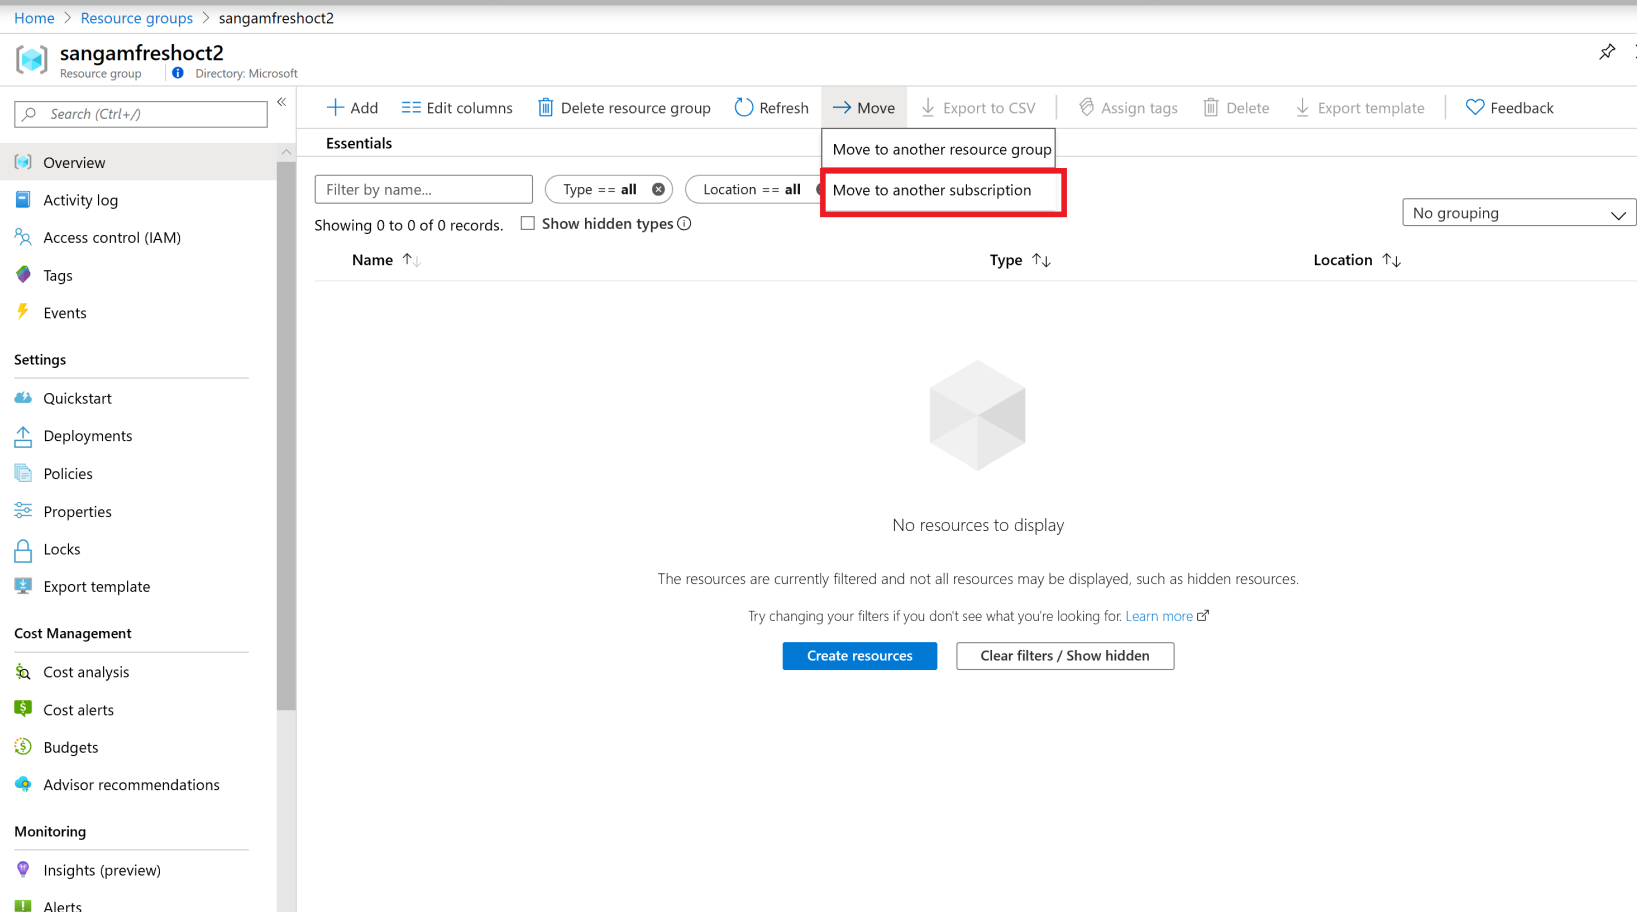 Home > Resource groups > sangamfreshoct2
sangamfreshoct2
Resource group Directory: Microsoft
Search (Ctrl+/)
«
Add Edit columns Delete resource group Refresh Move Export to CSV Assign tags Delete Export template Feedback
Move to another resource group
Move to another subscription
Essentials
Filter by name... Type == all Location == all
No grouping
Showing 0 to 0 of 0 records. Show hidden types
Name Type Location
Overview
Activity log
Access control (IAM)
Tags
Events
Settings
Quickstart
Deployments
Policies
Properties
Locks
Export template
Cost Management
Cost analysis
Cost alerts
Budgets
Advisor recommendations
Monitoring
Insights (preview)
Alerts
No resources to display
The resources are currently filtered and not all resources may be displayed, such as hidden resources.
Try changing your filters if you don't see what you're looking for. Learn more
Create resources Clear filters / Show hidden